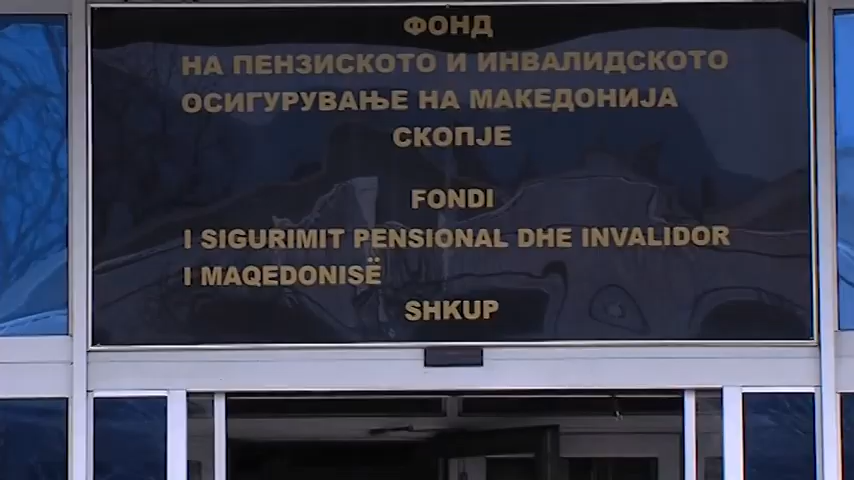 ФОНД
НА ПЕНЗИСКОТО И ИНВАЛИДСКОТО
ОСИГУРУВАЊЕ НА МАКЕДОНИЈА
СКОПЈЕ
FONDI
I SIGURIMIT PENSIONAL DHE INVALIDOR
I MAQEDONISË
SHKUP